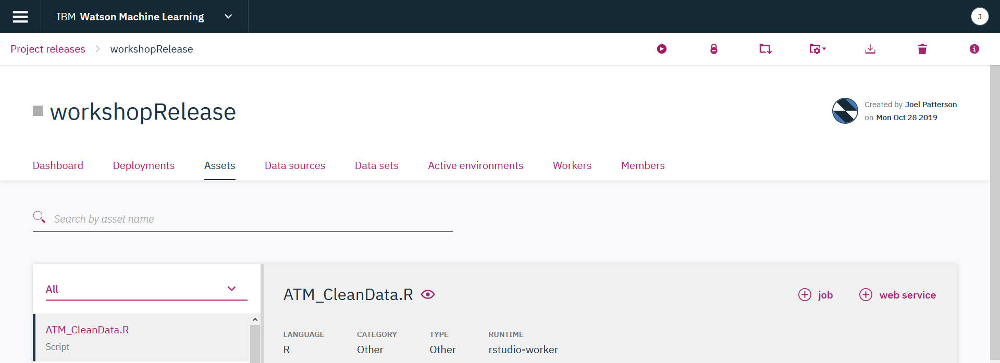 IBM Watson Machine Learning
J
Project releases > workshopRelease
workshopRelease
Created by Joel Patterson
on Mon Oct 28 2019
Dashboard Deployments Assets Data sources Data sets Active environments Workers Members
Search by asset name
All
ATM_CleanData.R
Script
ATM_CleanData.R
job web service
LANGUAGE CATEGORY TYPE RUNTIME
R Other Other rstudio-worker